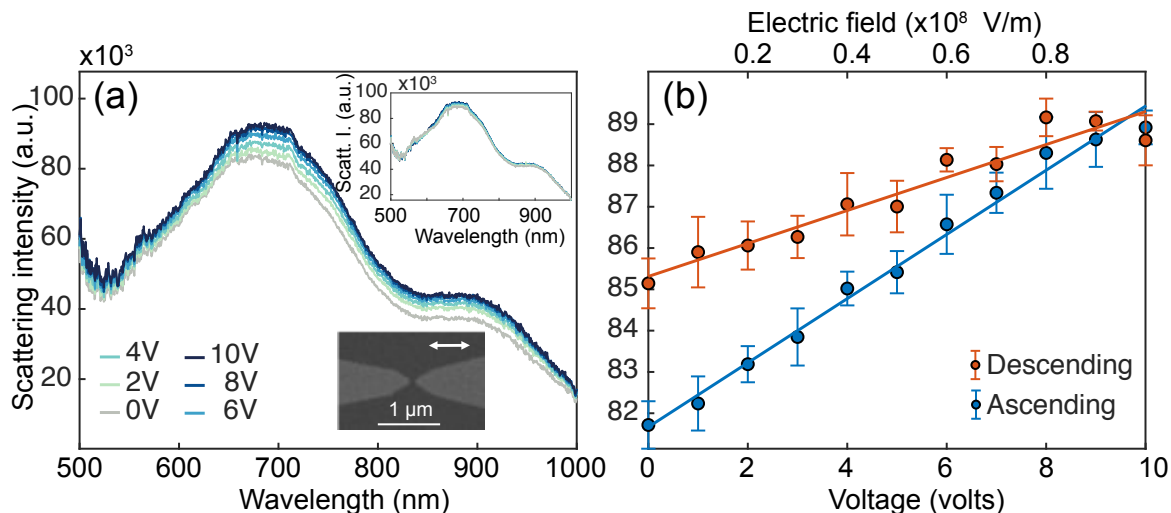 x10³
(a)
Scattering intensity (a.u.)
100
80
60
40
20
500 600 700 800 900 1000
Wavelength (nm)
4V 10V
2V 8V
0V 6V
x10³
Scatt. I. (a.u.)
100
80
60
40
20
500 700 900
Wavelength (nm)
1 µm
Electric field (x10⁸ V/m)
0.2 0.4 0.6 0.8
(b)
89
88
87
86
85
84
83
82
Descending
Ascending
0 2 4 6 8 10
Voltage (volts)